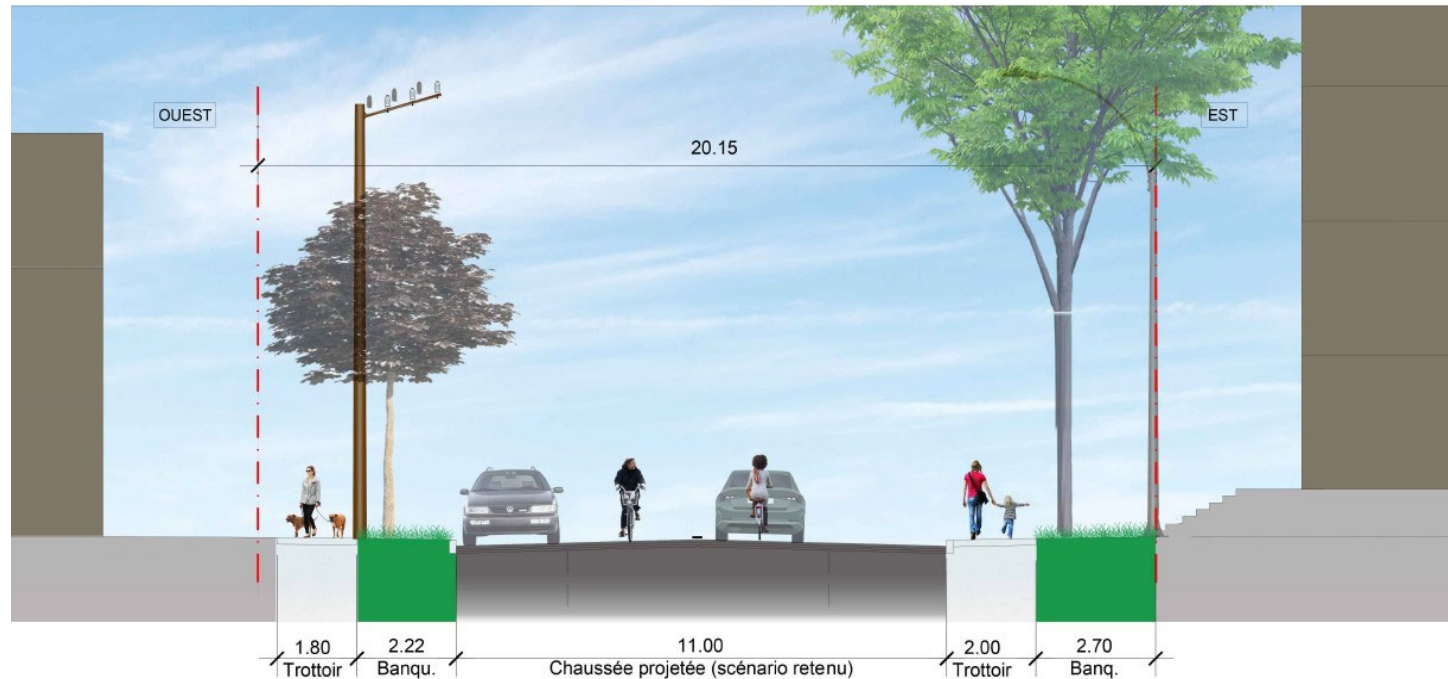 OUEST
EST
20.15
1.80
2.22
11.00
2.00
2.70
Trottoir
Banqu.
Chaussée projetée (scénario retenu)
Trottoir
Banq.